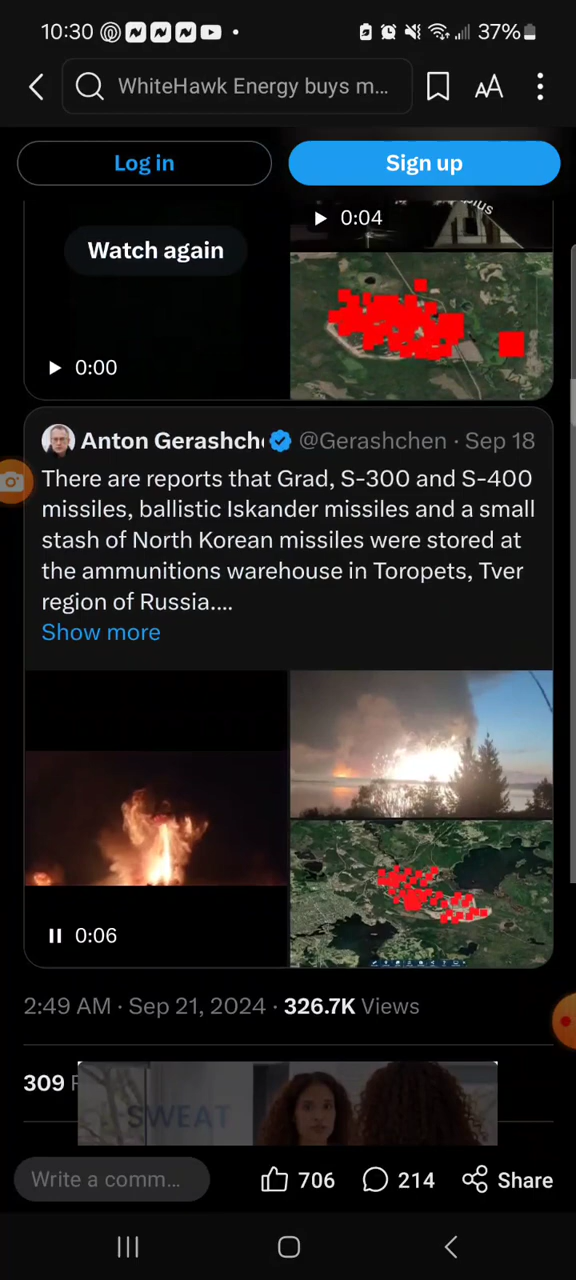 10:30
37%
WhiteHawk Energy buys m...
AA
Log in
Sign up
Watch again
0:04
0:00
Anton Gerashch
@Gerashchen · Sep 18
There are reports that Grad, S-300 and S-400
missiles, ballistic Iskander missiles and a small
stash of North Korean missiles were stored at
the ammunitions warehouse in Toropets, Tver
region of Russia....
Show more
0:06
2:49 AM · Sep 21, 2024 · 326.7K Views
309
SWEAT
Write a comm...
706
214
Share